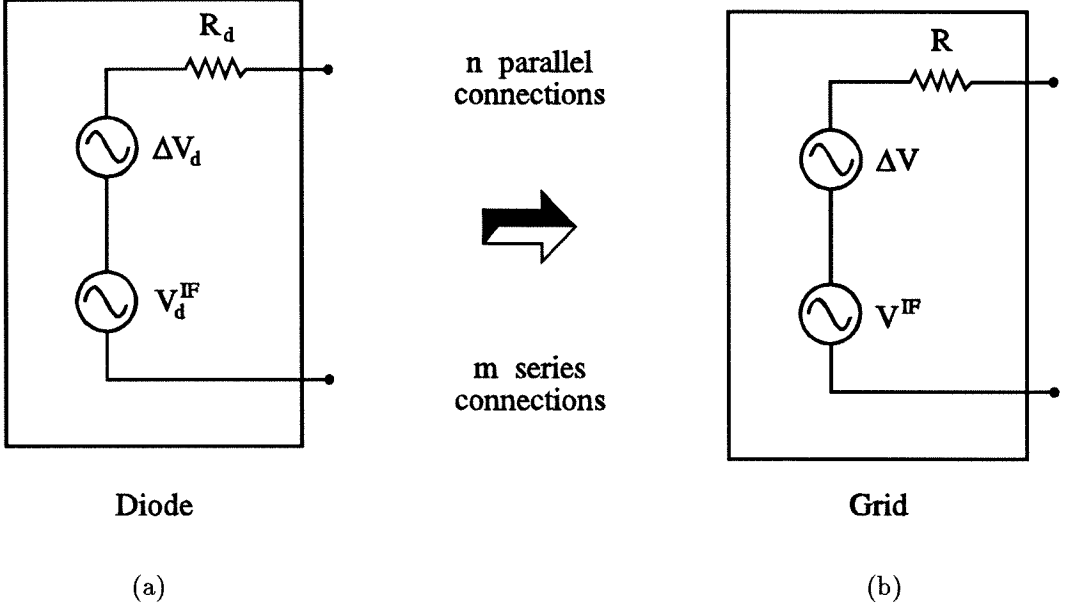 R_d
ΔV_d
V_d^IF
Diode
(a)
n parallel
connections
m series
connections
R
ΔV
V^IF
Grid
(b)